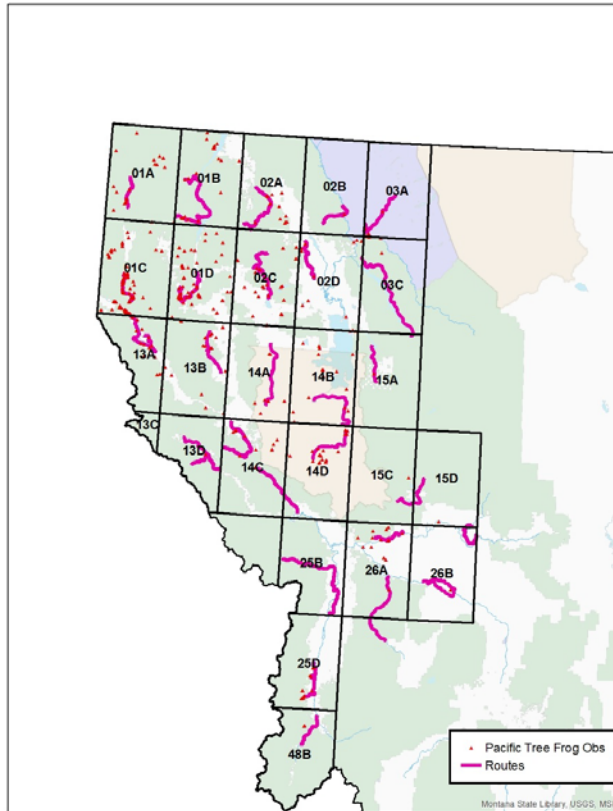 01A
01B
02A
02B
03A
01C
01D
02C
02D
03C
13A
13B
14A
14B
15A
13C
13D
14C
14D
15C
15D
25B
26A
26B
25D
48B
Pacific Tree Frog Obs
Routes
Montana State Library, USGS,